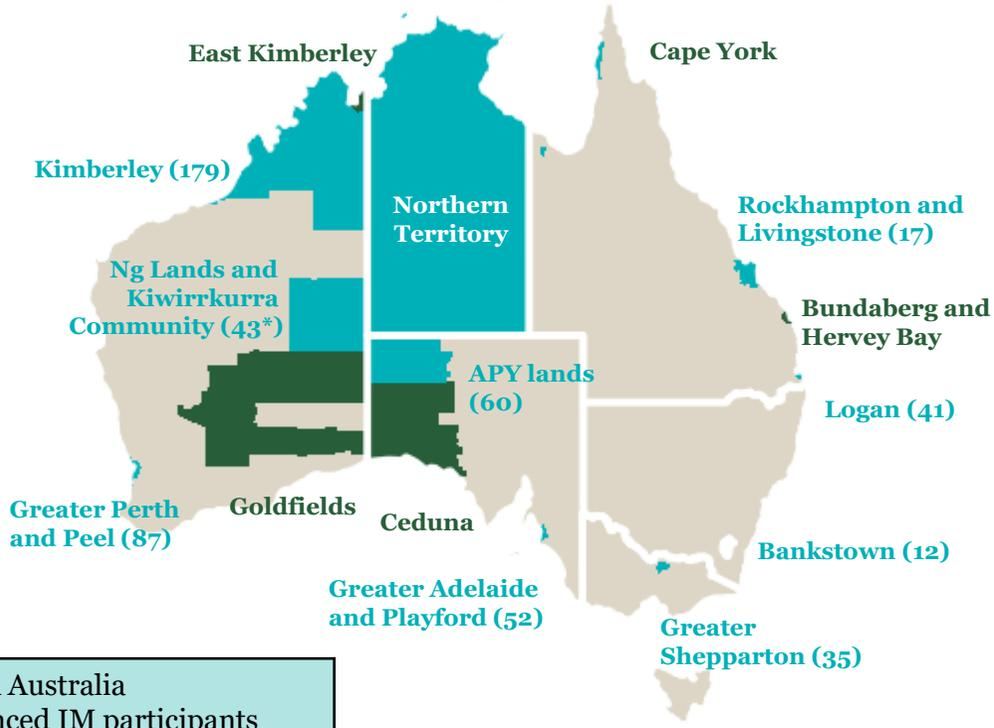 East Kimberley
Cape York
Kimberley (179)
Northern
Territory
Rockhampton and
Livingstone (17)
Ng Lands and
Kiwirrkurra
Community (43*)
Bundaberg and
Hervey Bay
APY lands
(60)
Logan (41)
Greater Perth
and Peel (87)
Goldfields
Ceduna
Bankstown (12)
Greater Adelaide
and Playford (52)
Greater
Shepparton (35)
Australia
IM participants